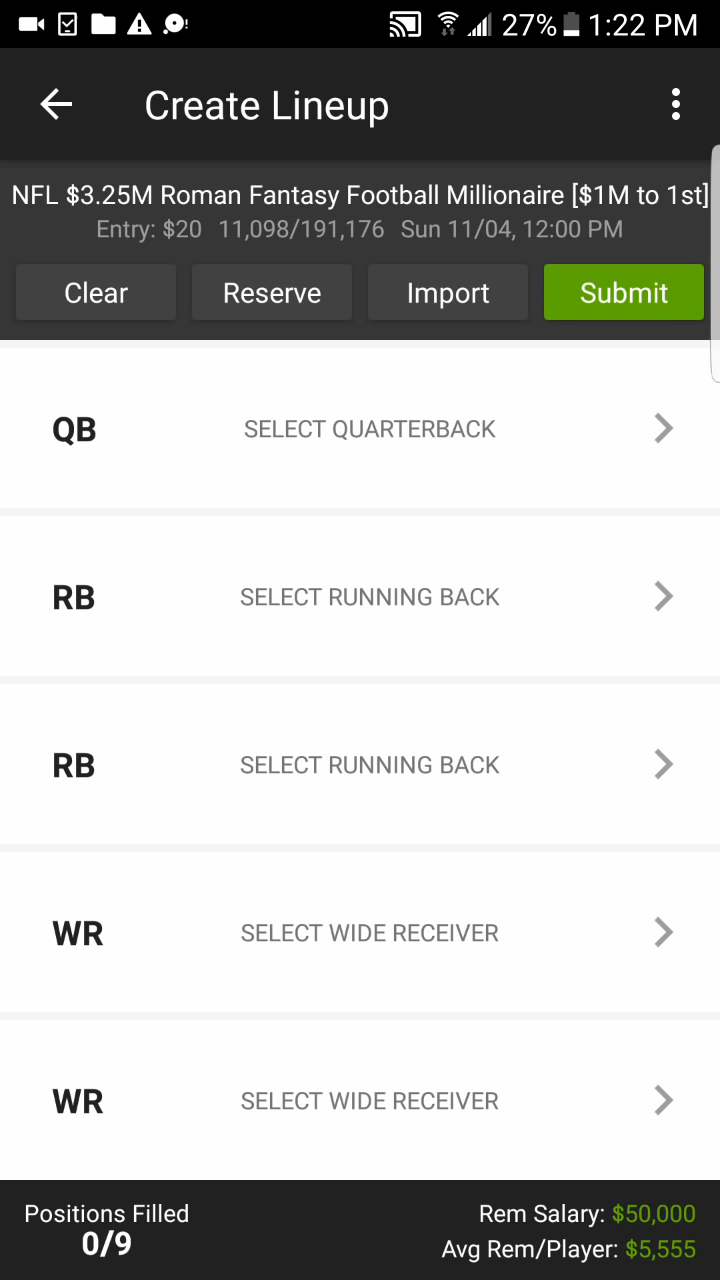 27% 1:22 PM
Create Lineup
NFL $3.25M Roman Fantasy Football Millionaire [$1M to 1st]
Entry: $20 11,098/191,176 Sun 11/04, 12:00 PM
Clear Reserve Import Submit
QB SELECT QUARTERBACK
RB SELECT RUNNING BACK
RB SELECT RUNNING BACK
WR SELECT WIDE RECEIVER
WR SELECT WIDE RECEIVER
Positions Filled Rem Salary: $50,000
0/9 Avg Rem/Player: $5,555